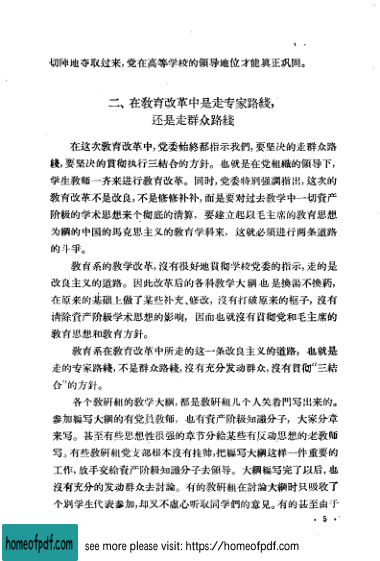 切陣地夺取过来，党在高等学校的领导地位才能真正巩固。
二、在教育改革中是走专家路綫，
还是走群众路綫
在这次教育改革中，党委始終都指示我們，要坚决的走群众路
綫，要坚决的貫彻执行三結合的方針。也就是在党組織的領导下，
学生教师一齐来进行教育改革。同时，党委特別強調指出，这次的
教育改革不是改良，不是修修补补，而是要对过去教学中一切資产
阶級的学术思想来个彻底的清算，要建立起以毛主席的教育思想
为綱的中国的馬克思主义的教育学科来，这就必須进行两条道路
的斗爭。
教育系的教学改革，沒有很好地貫彻学校党委的指示，走的是
改良主义的道路。因此改革后的各科教学大綱也是換湯不換药，
在原来的基础上做了某些补充、修改，沒有打破原来的框子，沒有
清除資产阶級学术思想的影响，因而也就沒有貫彻党和毛主席的
教育思想和教育方針。
教育系在教育改革中所走的这一条改良主义的道路，也就是
走的专家路綫，不是群众路綫，沒有充分发动群众，沒有貫彻“三結
合”的方針。
各个教研組的教学大綱，都是教研組几个人关着門写出来的。
参加編写大綱的有党員教师，也有資产阶級知識分子，大家分章
来写。甚至有些思想性很强的章节分給某些有反动思想的老教师
写。有些教研組党支部根本沒有挂帅，把編写大綱这样一件重要的
工作，放手交給資产阶級知識分子去領导。大綱編写完了以后，也
沒有充分的发动群众去討論。有的教研組在討論大綱时只吸收了
个别学生代表参加，却又不虛心听取同学們的意見。有的甚至由于
· 5 ·
homeofpdf.com
see more please visit: https://homeofpdf.com